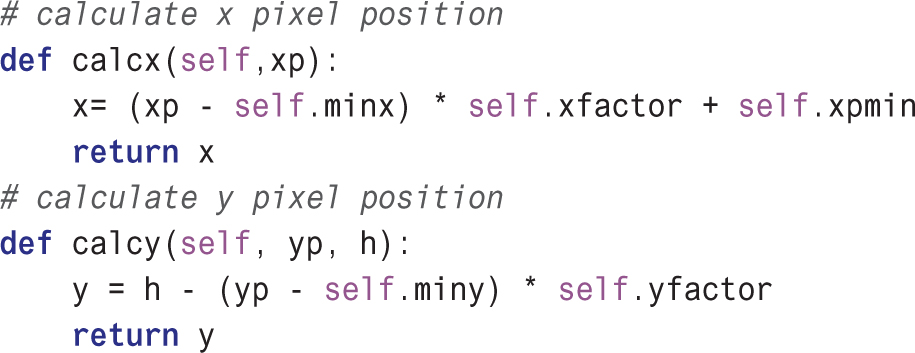 # calculate x pixel position
def calcx(self,xp):
    x= (xp - self.minx) * self.xfactor + self.xpmin
    return x
# calculate y pixel position
def calcy(self, yp, h):
    y = h - (yp - self.miny) * self.yfactor
    return y